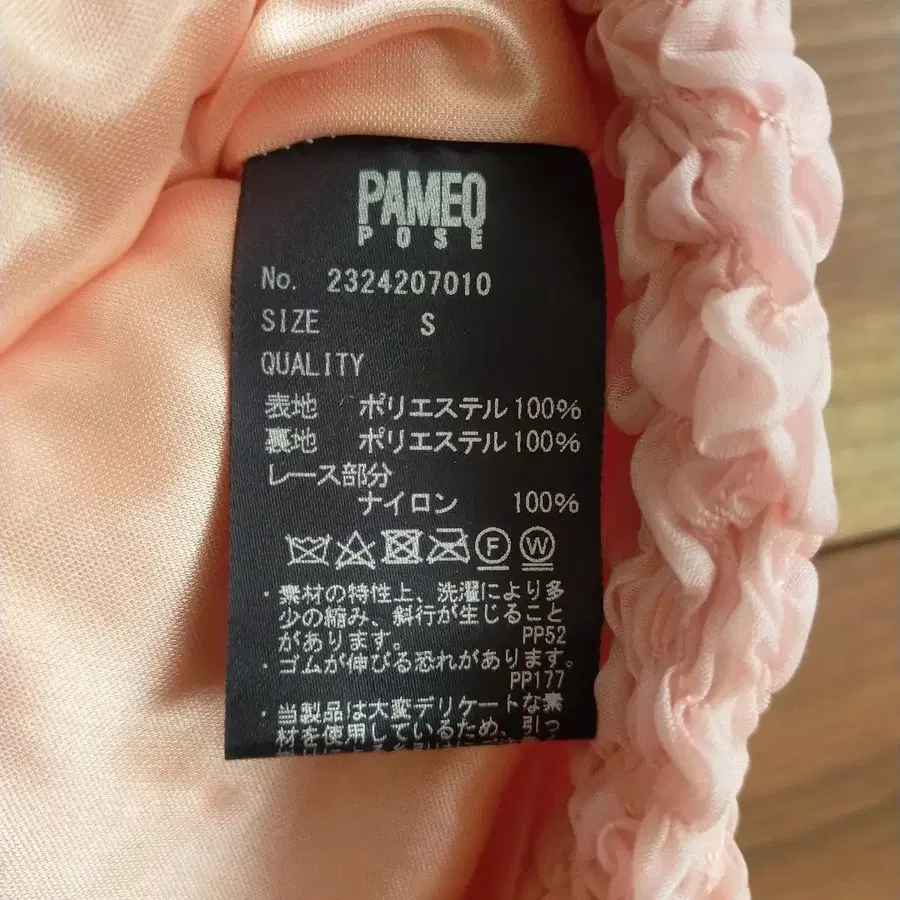 PAMEO
POSE
No. 2324207010
SIZE S
QUALITY
表地 ポリエステル 100%
裏地 ポリエステル 100%
レース部分
ナイロン 100%
F W
・素材の特性上、洗濯により多
少の縮み、斜行が生じること
があります。 PP52
・ゴムが伸びる恐れがあります。
PP177
・当製品は大変デリケートな素
材を使用しているため、引っ